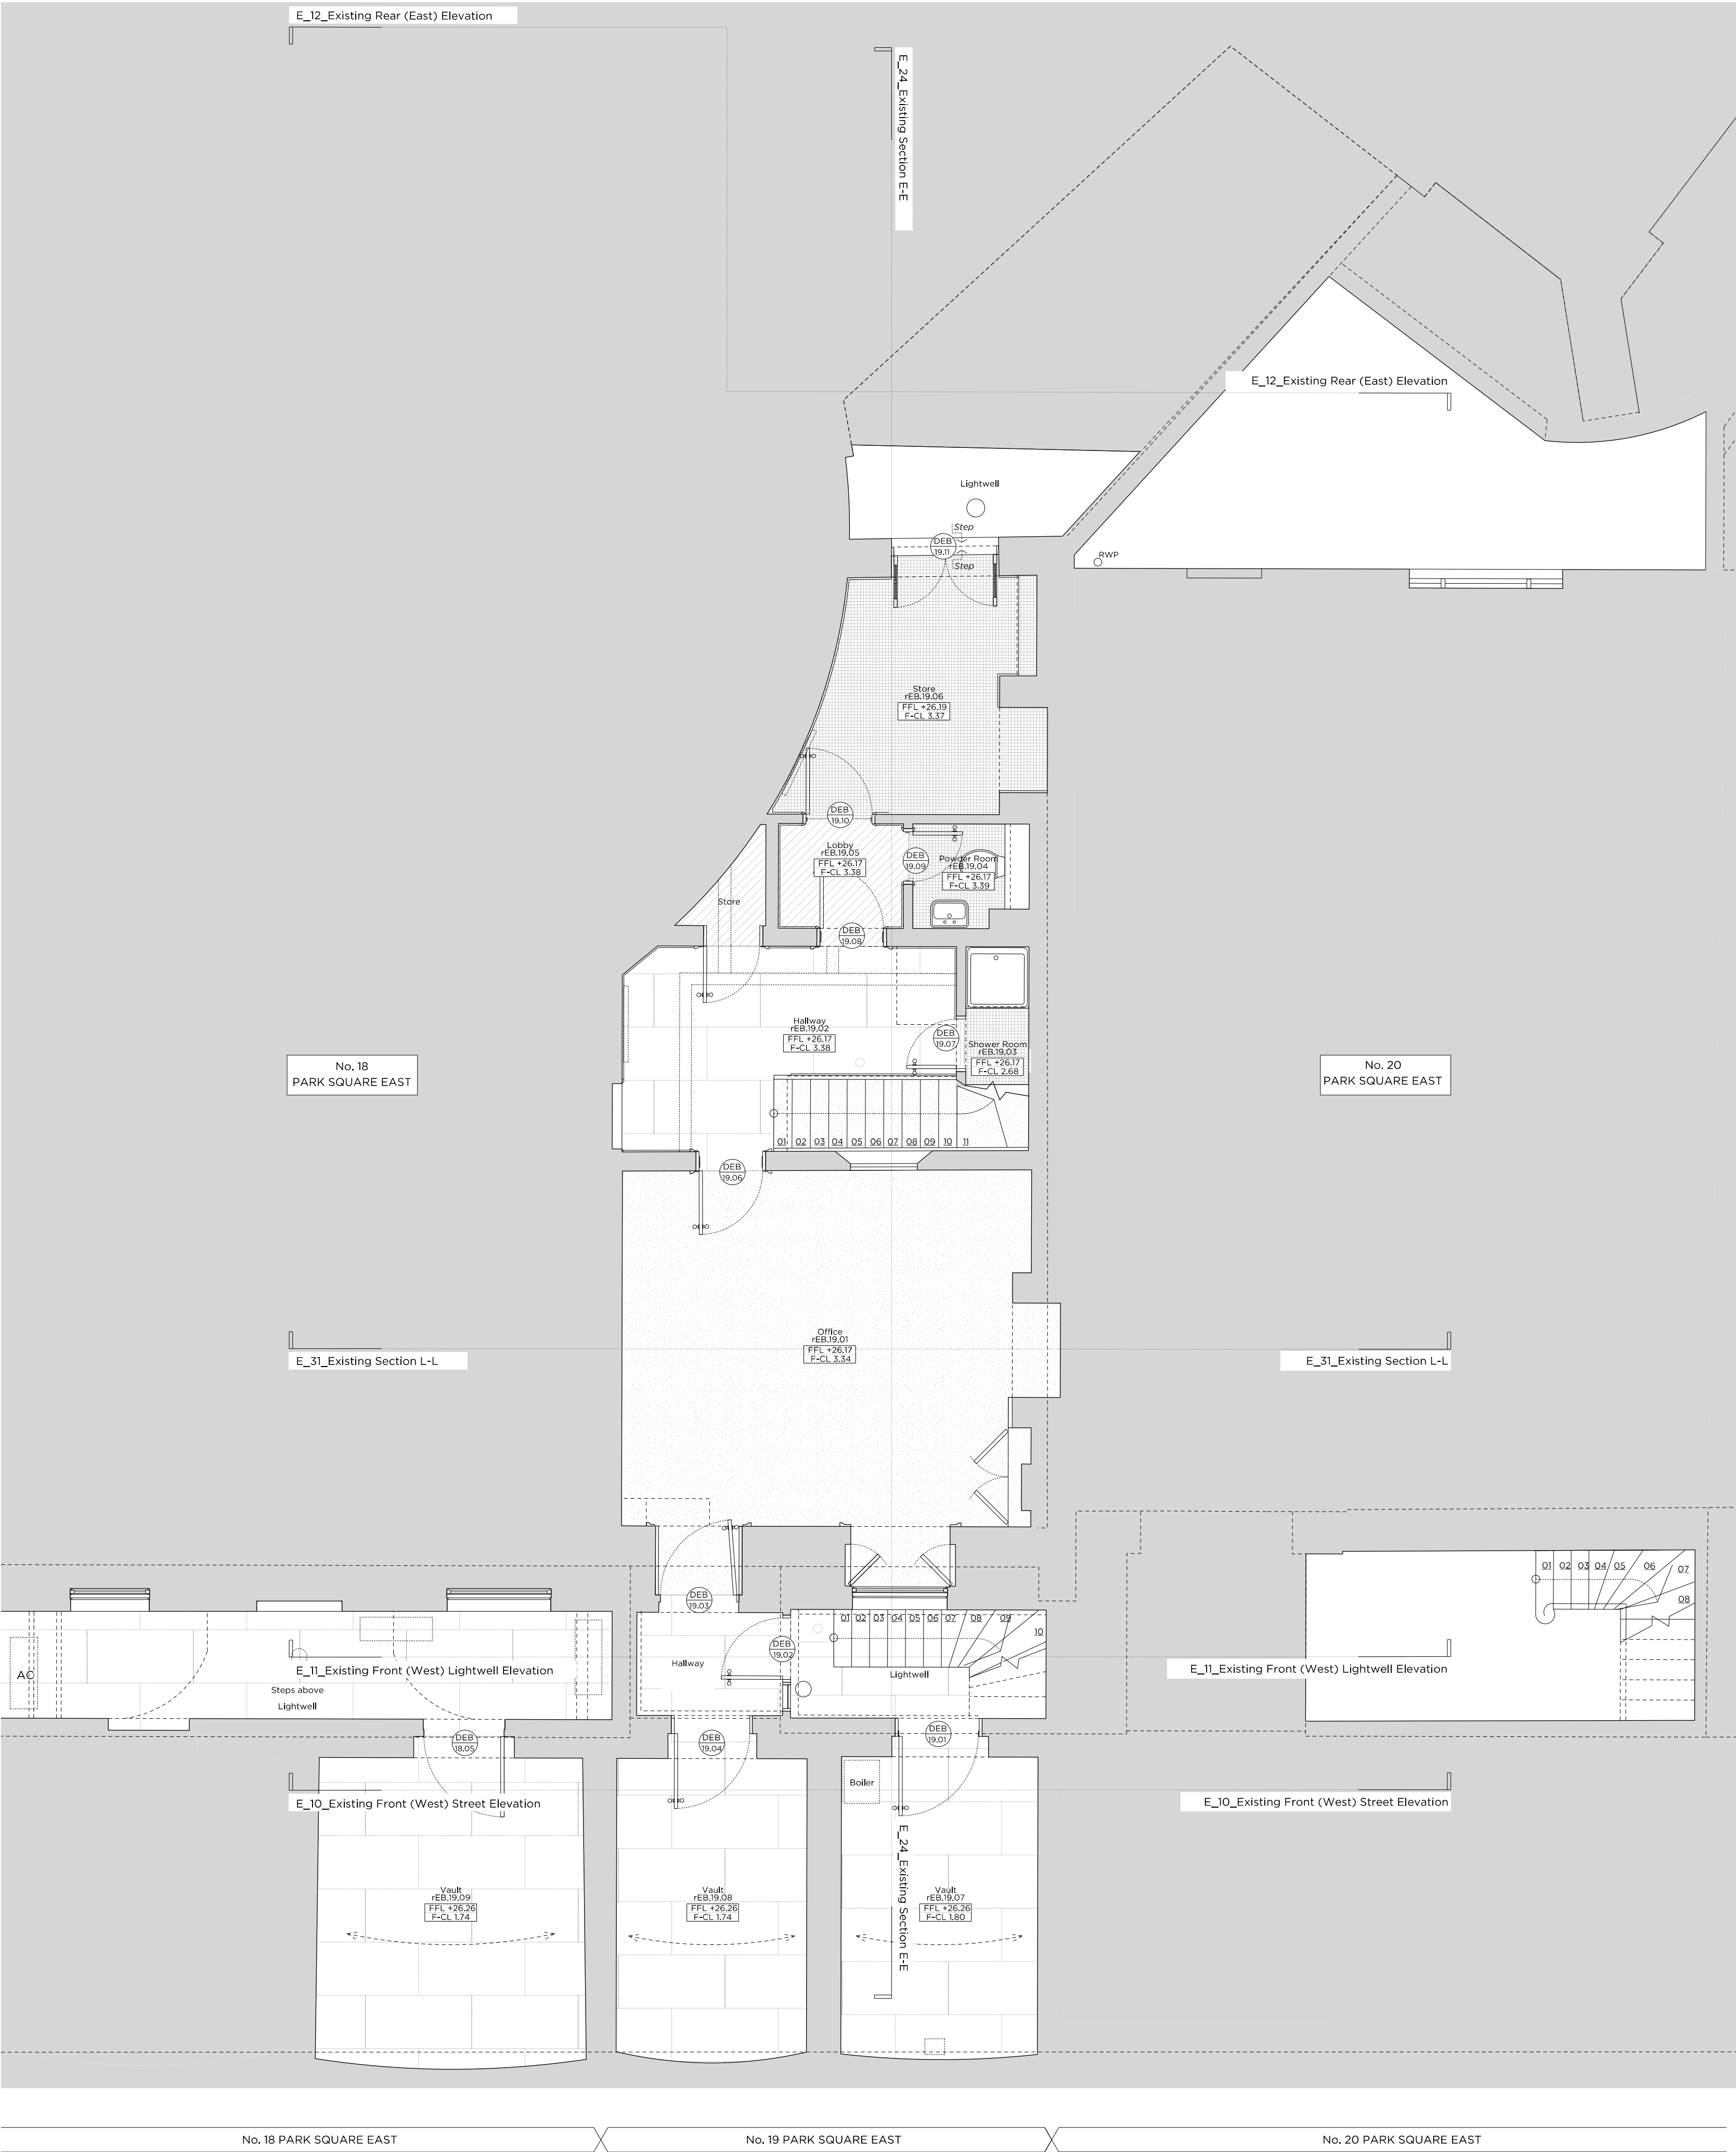 E_12_Existing Rear (East) Elevation
E_24_Existing Section E-E
E_12_Existing Rear (East) Elevation
Lightwell
Step
DEB
19.11
Step
RWP
Store
rEB.19.06
FFL +26.19
F-CL 3.37
DEB
19.10
Lobby
rEB.19.05
FFL +26.17
F-CL 3.38
DEB
19.09
Powder Room
rEB.19.04
FFL +26.17
F-CL 3.39
Store
DEB
19.08
Hallway
rEB.19.02
FFL +26.17
F-CL 3.38
DEB
19.07
Shower Room
rEB.19.03
FFL +26.17
F-CL 2.68
No. 18
PARK SQUARE EAST
No. 20
PARK SQUARE EAST
01 02 03 04 05 06 07 08 09 10 11
DEB
19.06
Office
rEB.19.01
FFL +26.17
F-CL 3.34
E_31_Existing Section L-L
E_31_Existing Section L-L
01 02 03 04 05 06 07
08
DEB
19.03
01 02 03 04 05 06 07 08 09
10
DEB
19.02
Hallway
Lightwell
AC
E_11_Existing Front (West) Lightwell Elevation
E_11_Existing Front (West) Lightwell Elevation
Steps above
Lightwell
DEB
18.05
DEB
19.04
DEB
19.01
Boiler
E_10_Existing Front (West) Street Elevation
E_10_Existing Front (West) Street Elevation
E_24_Existing Section E-E
Vault
rEB.19.09
FFL +26.26
F-CL 1.74
Vault
rEB.19.08
FFL +26.26
F-CL 1.74
Vault
rEB.19.07
FFL +26.26
F-CL 1.80
No. 18 PARK SQUARE EAST
No. 19 PARK SQUARE EAST
No. 20 PARK SQUARE EAST